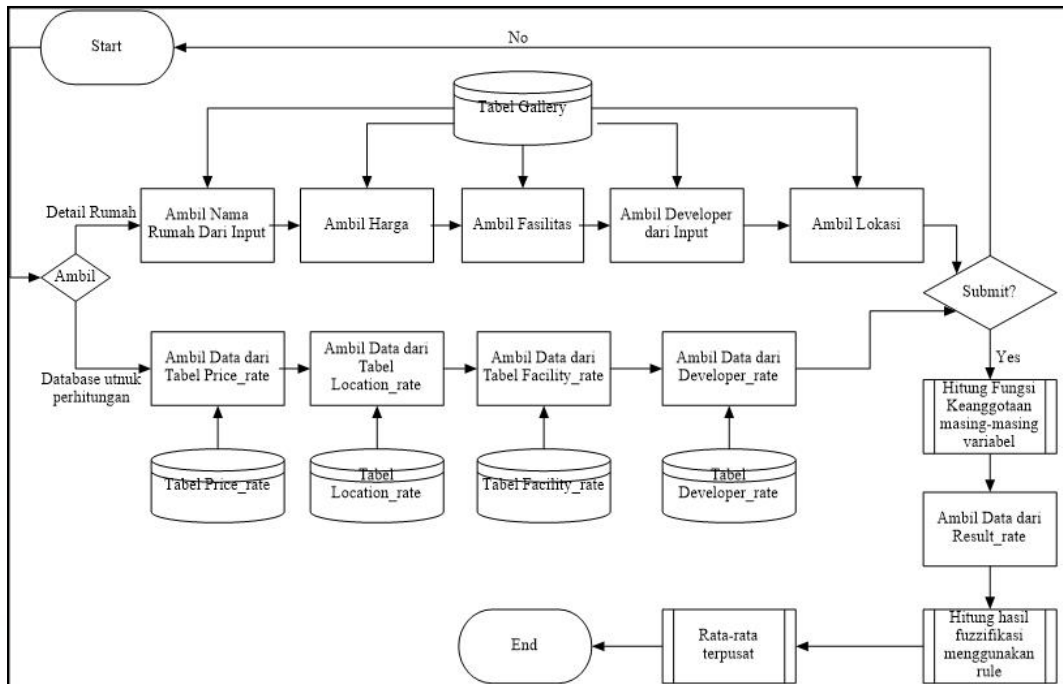 Start
No
Tabel Gallery
Detail Rumah
Ambil Nama
Rumah Dari Input
Ambil Harga
Ambil Fasilitas
Ambil Developer
dari Input
Ambil Lokasi
Ambil
Submit?
Database utnuk
perhitungan
Ambil Data dari
Tabel Price_rate
Ambil Data dari
Tabel
Location_rate
Ambil Data dari
Tabel Facility_rate
Ambil Data dari
Developer_rate
Yes
Hitung Fungsi
Keanggotaan
masing-masing
variabel
Tabel Price_rate
Tabel
Location_rate
Tabel Facility_rate
Tabel
Developer_rate
Ambil Data dari
Result_rate
Hitung hasil
fuzzifikasi
menggunakan
rule
Rata-rata
terpusat
End